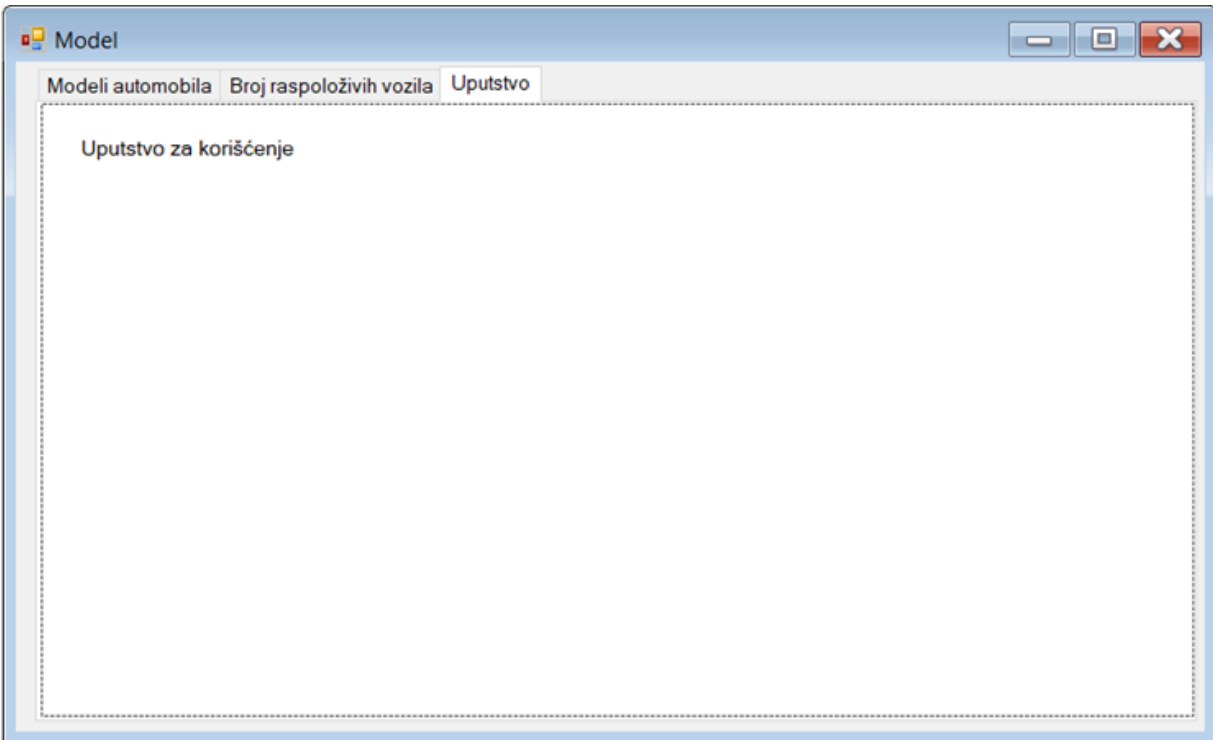 Model
Modeli automobila Broj raspoloživih vozila Uputstvo
Uputstvo za korišćenje